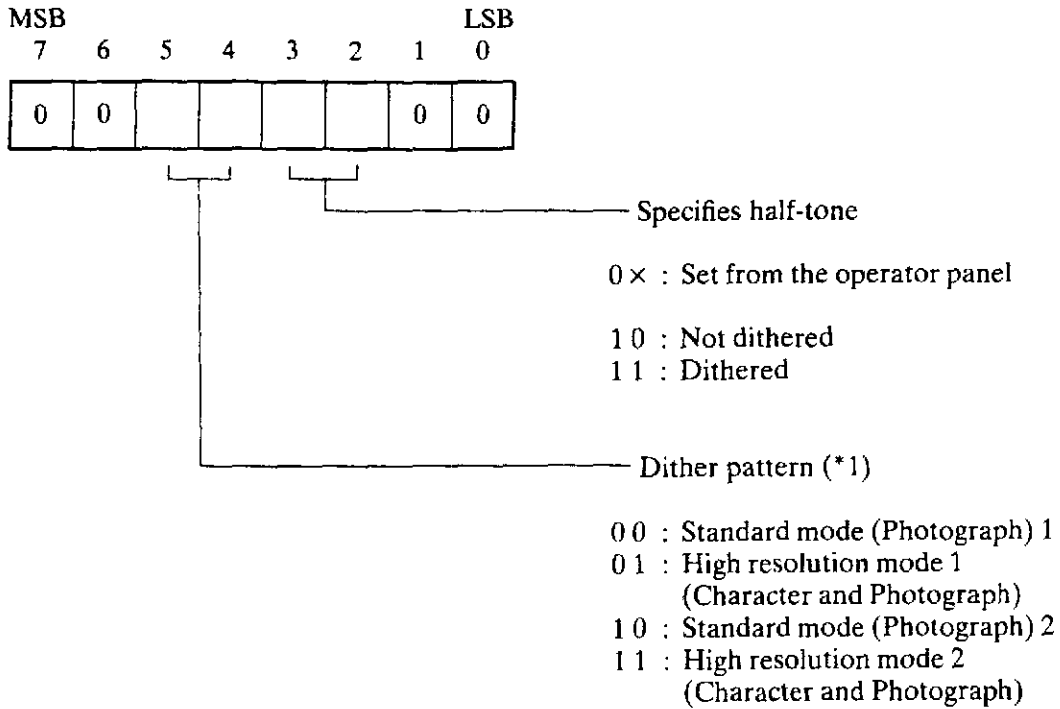 MSB LSB
7 6 5 4 3 2 1 0
0 0 0 0
Specifies half-tone
0 × : Set from the operator panel
1 0 : Not dithered
1 1 : Dithered
Dither pattern (*1)
0 0 : Standard mode (Photograph) 1
0 1 : High resolution mode 1
(Character and Photograph)
1 0 : Standard mode (Photograph) 2
1 1 : High resolution mode 2
(Character and Photograph)